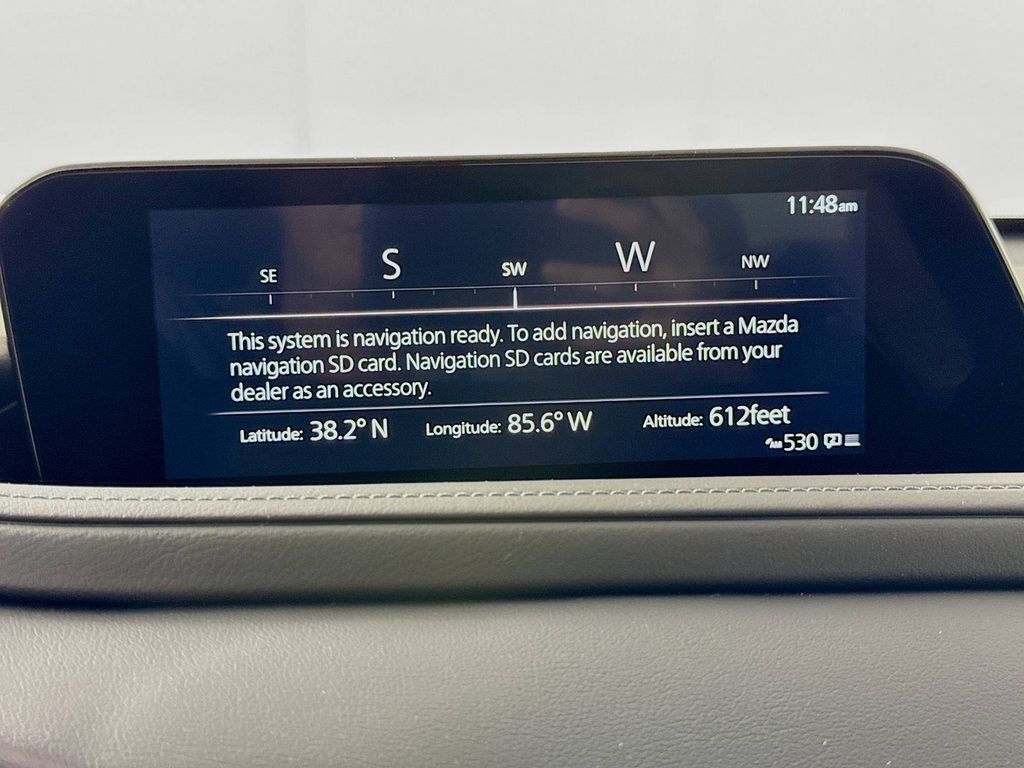 11:48am
SE S SW W NW
This system is navigation ready. To add navigation, insert a Mazda
navigation SD card. Navigation SD cards are available from your
dealer as an accessory.
Latitude: 38.2° N Longitude: 85.6° W Altitude: 612feet
AM 530